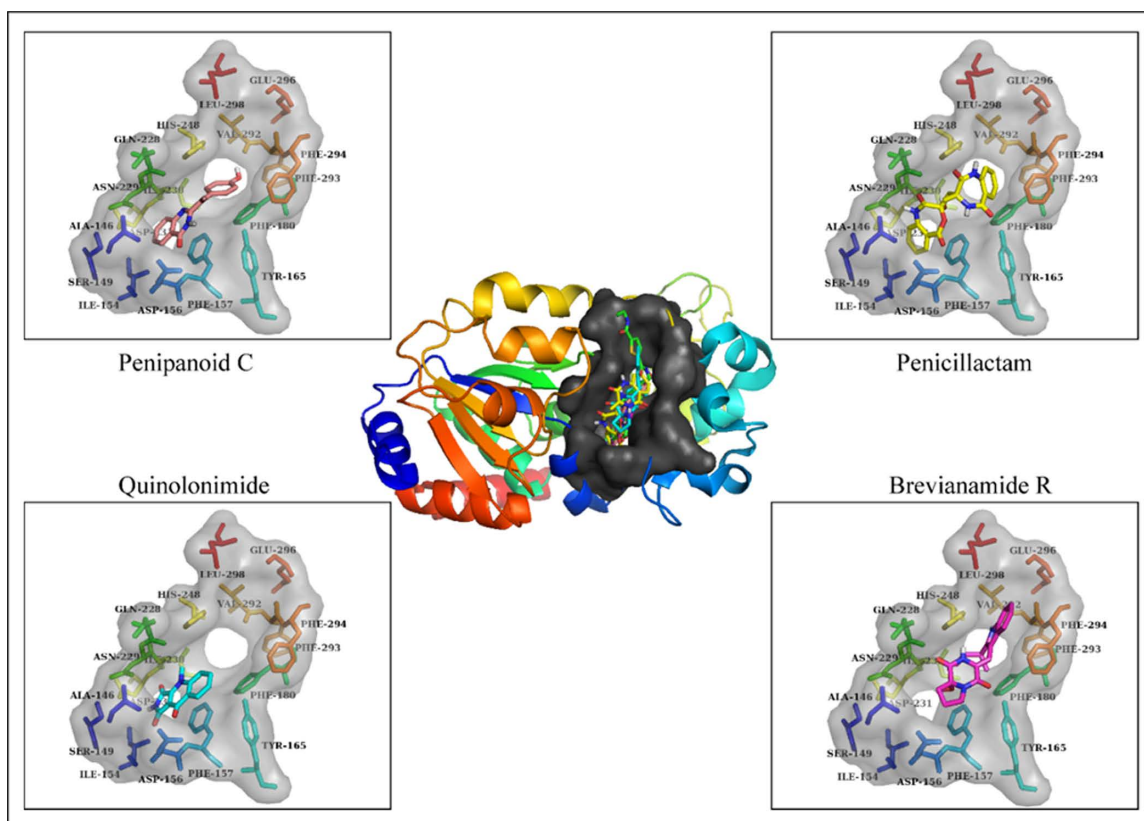 GLU-296
LEU-298
HIS-248
VAL-292
GLN-228
PHE-294
PHE-293
ASN-229
ALA-146
PHE-180
SER-149
TYR-165
ILE-154
ASP-156
PHE-157
Penipanoid C
GLU-296
LEU-298
HIS-248
VAL-292
GLN-228
PHE-294
PHE-293
ASN-229
ALA-146
PHE-180
SER-149
TYR-165
ILE-154
ASP-156
PHE-157
Penicillactam
Quinolonimide
GLU-296
LEU-298
HIS-248
VAL-292
GLN-228
PHE-294
PHE-293
ASN-229
ALA-146
PHE-180
SER-149
TYR-165
ILE-154
ASP-156
PHE-157
Brevianamide R
GLU-296
LEU-298
HIS-248
GLN-228
PHE-294
PHE-293
ASN-229
ALA-146
ASP-231
PHE-180
SER-149
TYR-165
ILE-154
ASP-156
PHE-157